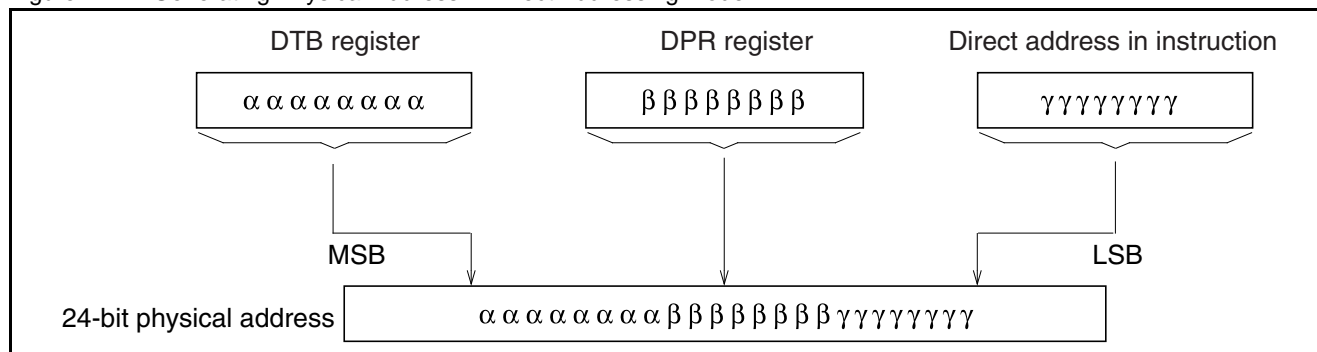 DTB register DPR register Direct address in instruction
α α α α α α α α β β β β β β β β γ γ γ γ γ γ γ γ
MSB LSB
24-bit physical address α α α α α α α α β β β β β β β β γ γ γ γ γ γ γ γ